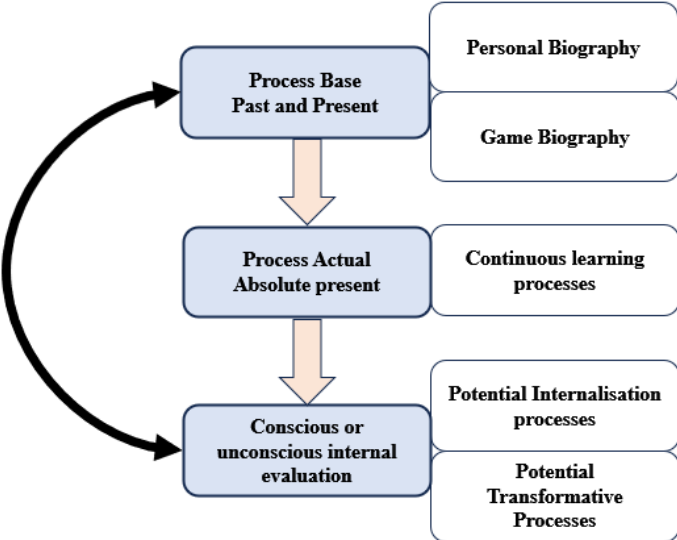 Process Base
Past and Present
Personal Biography
Game Biography
Process Actual
Absolute present
Continuous learning
processes
Conscious or
unconscious internal
evaluation
Potential Internalisation
processes
Potential
Transformative
Processes